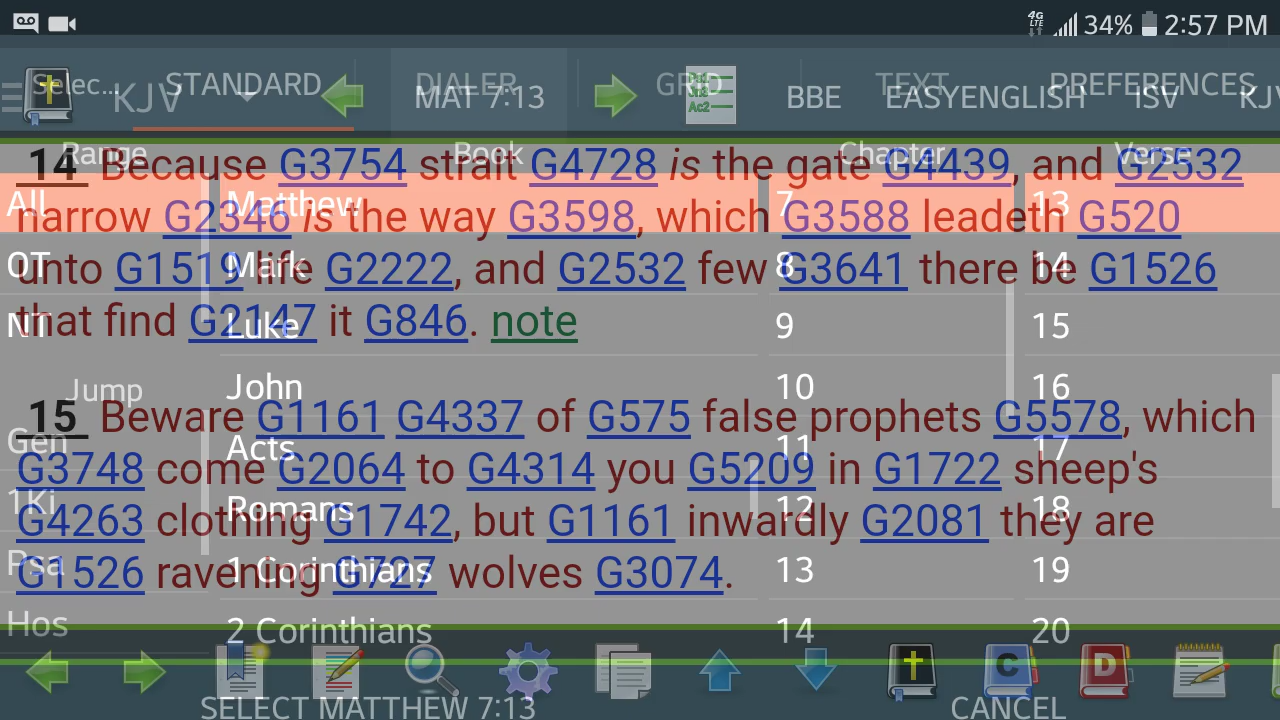 4G LTE 34% 2:57 PM
Selec... STANDARD DIALER GRID TEXT PREFERENCES
KJV MAT 7:13 BBE EASYENGLISH ISV KJV
Range Book Chapter Verse
14 Because G3754 strait G4728 is the gate G4439, and G2532
All Matthew 7 13
narrow G2346 is the way G3598, which G3588 leadeth G520
OT Mark 8 14
unto G1519 life G2222, and G2532 few G3641 there be G1526
NT Luke 9 15
that find G2147 it G846. note
Jump John 10 16
15 Beware G1161 G4337 of G575 false prophets G5578, which
Gen Acts 11 17
G3748 come G2064 to G4314 you G5209 in G1722 sheep's
1Ki Romans 12 18
G4263 clothing G1742, but G1161 inwardly G2081 they are
Psa 1 Corinthians 13 19
G1526 ravening G727 wolves G3074.
Hos 2 Corinthians 14 20
C D
SELECT MATTHEW 7:13 CANCEL